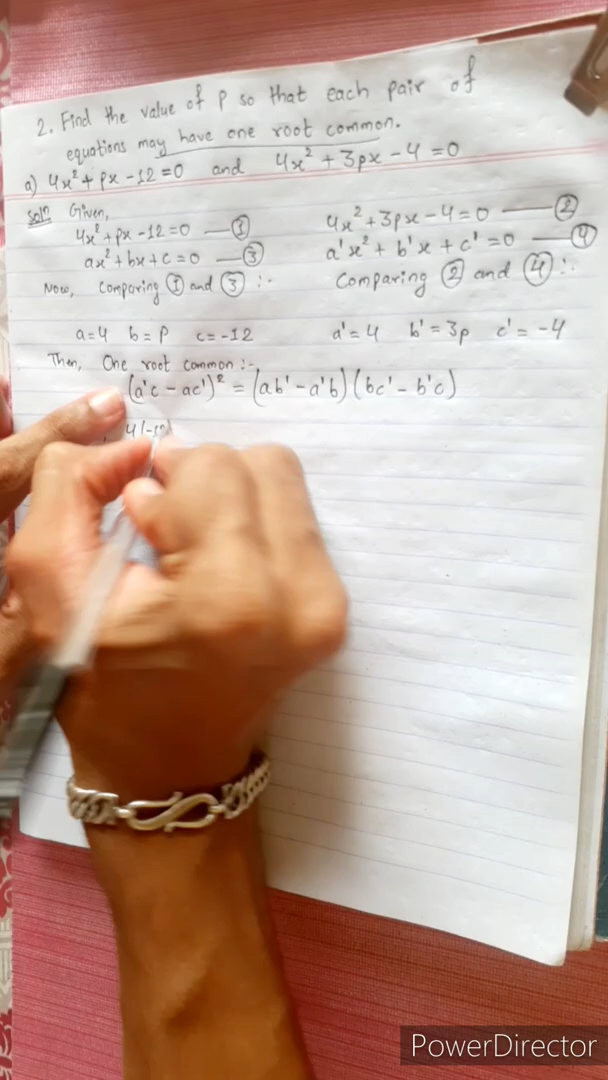 2. Find the value of P so that each pair of
equations may have one root common.
a) 4x² + px - 12 = 0 and 4x² + 3px - 4 = 0
Solⁿ Given,
4x² + px - 12 = 0 — ① 4x² + 3px - 4 = 0 — ②
ax² + bx + c = 0 — ③ a'x² + b'x + c' = 0 — ④
Now, Comparing ① and ③ :- Comparing ② and ④ :-
a = 4 b = P c = -12 a' = 4 b' = 3p c' = -4
Then, One root common :-
(a'c - ac')² = (ab' - a'b) (bc' - b'c)
4(-12)
PowerDirector